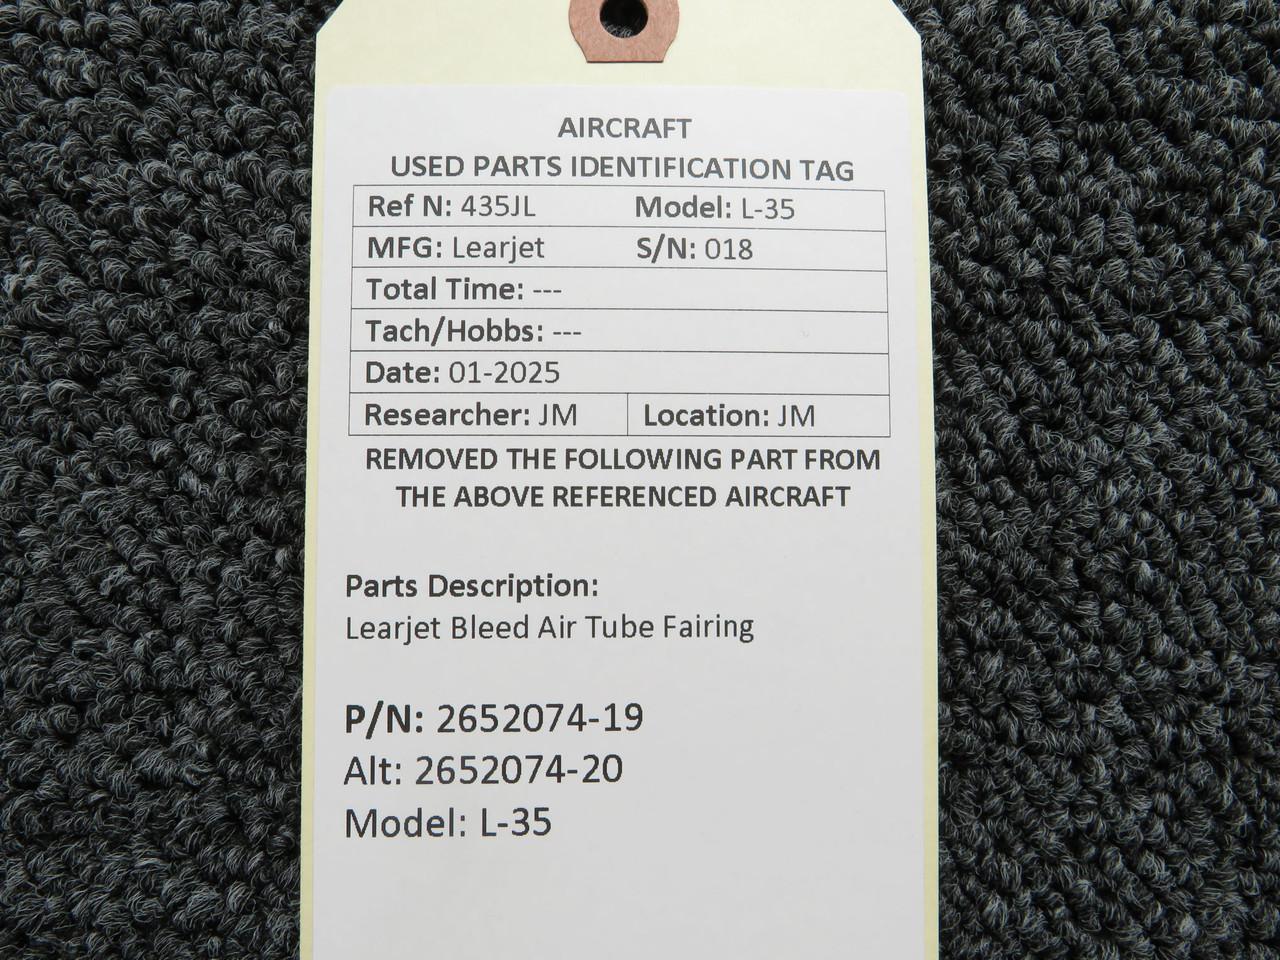 AIRCRAFT
USED PARTS IDENTIFICATION TAG
Ref N: 435JL Model: L-35
MFG: Learjet S/N: 018
Total Time: ---
Tach/Hobbs: ---
Date: 01-2025
Researcher: JM Location: JM
REMOVED THE FOLLOWING PART FROM
THE ABOVE REFERENCED AIRCRAFT
Parts Description:
Learjet Bleed Air Tube Fairing
P/N: 2652074-19
Alt: 2652074-20
Model: L-35